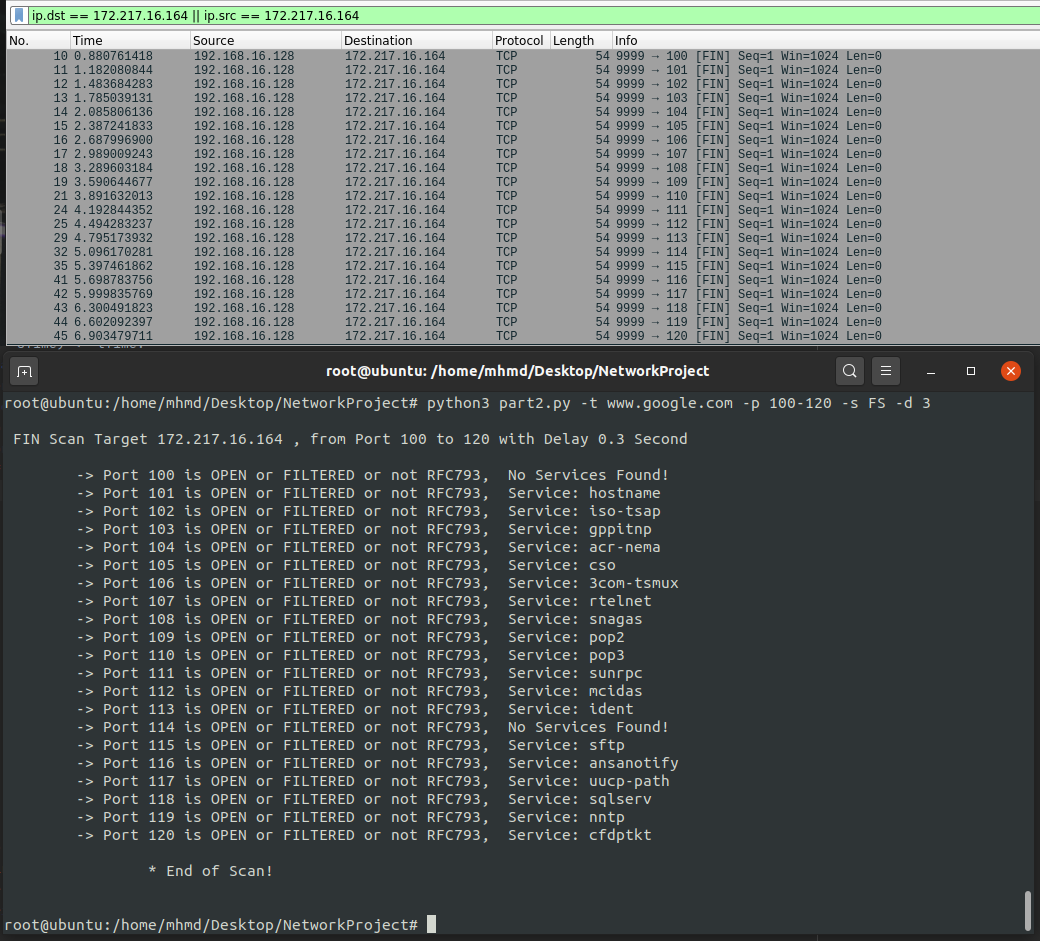 ip.dst == 172.217.16.164 || ip.src == 172.217.16.164
No. Time Source Destination Protocol Length Info
10 0.880761418 192.168.16.128 172.217.16.164 TCP 54 9999 → 100 [FIN] Seq=1 Win=1024 Len=0
11 1.182080844 192.168.16.128 172.217.16.164 TCP 54 9999 → 101 [FIN] Seq=1 Win=1024 Len=0
12 1.483684283 192.168.16.128 172.217.16.164 TCP 54 9999 → 102 [FIN] Seq=1 Win=1024 Len=0
13 1.785039131 192.168.16.128 172.217.16.164 TCP 54 9999 → 103 [FIN] Seq=1 Win=1024 Len=0
14 2.085806136 192.168.16.128 172.217.16.164 TCP 54 9999 → 104 [FIN] Seq=1 Win=1024 Len=0
15 2.387241833 192.168.16.128 172.217.16.164 TCP 54 9999 → 105 [FIN] Seq=1 Win=1024 Len=0
16 2.687996900 192.168.16.128 172.217.16.164 TCP 54 9999 → 106 [FIN] Seq=1 Win=1024 Len=0
17 2.989009243 192.168.16.128 172.217.16.164 TCP 54 9999 → 107 [FIN] Seq=1 Win=1024 Len=0
18 3.289603184 192.168.16.128 172.217.16.164 TCP 54 9999 → 108 [FIN] Seq=1 Win=1024 Len=0
19 3.590644677 192.168.16.128 172.217.16.164 TCP 54 9999 → 109 [FIN] Seq=1 Win=1024 Len=0
21 3.891632013 192.168.16.128 172.217.16.164 TCP 54 9999 → 110 [FIN] Seq=1 Win=1024 Len=0
24 4.192844352 192.168.16.128 172.217.16.164 TCP 54 9999 → 111 [FIN] Seq=1 Win=1024 Len=0
25 4.494283237 192.168.16.128 172.217.16.164 TCP 54 9999 → 112 [FIN] Seq=1 Win=1024 Len=0
29 4.795173932 192.168.16.128 172.217.16.164 TCP 54 9999 → 113 [FIN] Seq=1 Win=1024 Len=0
32 5.096170281 192.168.16.128 172.217.16.164 TCP 54 9999 → 114 [FIN] Seq=1 Win=1024 Len=0
35 5.397461862 192.168.16.128 172.217.16.164 TCP 54 9999 → 115 [FIN] Seq=1 Win=1024 Len=0
41 5.698783756 192.168.16.128 172.217.16.164 TCP 54 9999 → 116 [FIN] Seq=1 Win=1024 Len=0
42 5.999835769 192.168.16.128 172.217.16.164 TCP 54 9999 → 117 [FIN] Seq=1 Win=1024 Len=0
43 6.300491823 192.168.16.128 172.217.16.164 TCP 54 9999 → 118 [FIN] Seq=1 Win=1024 Len=0
44 6.602092397 192.168.16.128 172.217.16.164 TCP 54 9999 → 119 [FIN] Seq=1 Win=1024 Len=0
45 6.903479711 192.168.16.128 172.217.16.164 TCP 54 9999 → 120 [FIN] Seq=1 Win=1024 Len=0
root@ubuntu: /home/mhmd/Desktop/NetworkProject
root@ubuntu:/home/mhmd/Desktop/NetworkProject# python3 part2.py -t www.google.com -p 100-120 -s FS -d 3
FIN Scan Target 172.217.16.164 , from Port 100 to 120 with Delay 0.3 Second
-> Port 100 is OPEN or FILTERED or not RFC793, No Services Found!
-> Port 101 is OPEN or FILTERED or not RFC793, Service: hostname
-> Port 102 is OPEN or FILTERED or not RFC793, Service: iso-tsap
-> Port 103 is OPEN or FILTERED or not RFC793, Service: gppitnp
-> Port 104 is OPEN or FILTERED or not RFC793, Service: acr-nema
-> Port 105 is OPEN or FILTERED or not RFC793, Service: cso
-> Port 106 is OPEN or FILTERED or not RFC793, Service: 3com-tsmux
-> Port 107 is OPEN or FILTERED or not RFC793, Service: rtelnet
-> Port 108 is OPEN or FILTERED or not RFC793, Service: snagas
-> Port 109 is OPEN or FILTERED or not RFC793, Service: pop2
-> Port 110 is OPEN or FILTERED or not RFC793, Service: pop3
-> Port 111 is OPEN or FILTERED or not RFC793, Service: sunrpc
-> Port 112 is OPEN or FILTERED or not RFC793, Service: mcidas
-> Port 113 is OPEN or FILTERED or not RFC793, Service: ident
-> Port 114 is OPEN or FILTERED or not RFC793, No Services Found!
-> Port 115 is OPEN or FILTERED or not RFC793, Service: sftp
-> Port 116 is OPEN or FILTERED or not RFC793, Service: ansanotify
-> Port 117 is OPEN or FILTERED or not RFC793, Service: uucp-path
-> Port 118 is OPEN or FILTERED or not RFC793, Service: sqlserv
-> Port 119 is OPEN or FILTERED or not RFC793, Service: nntp
-> Port 120 is OPEN or FILTERED or not RFC793, Service: cfdptkt
* End of Scan!
root@ubuntu:/home/mhmd/Desktop/NetworkProject#